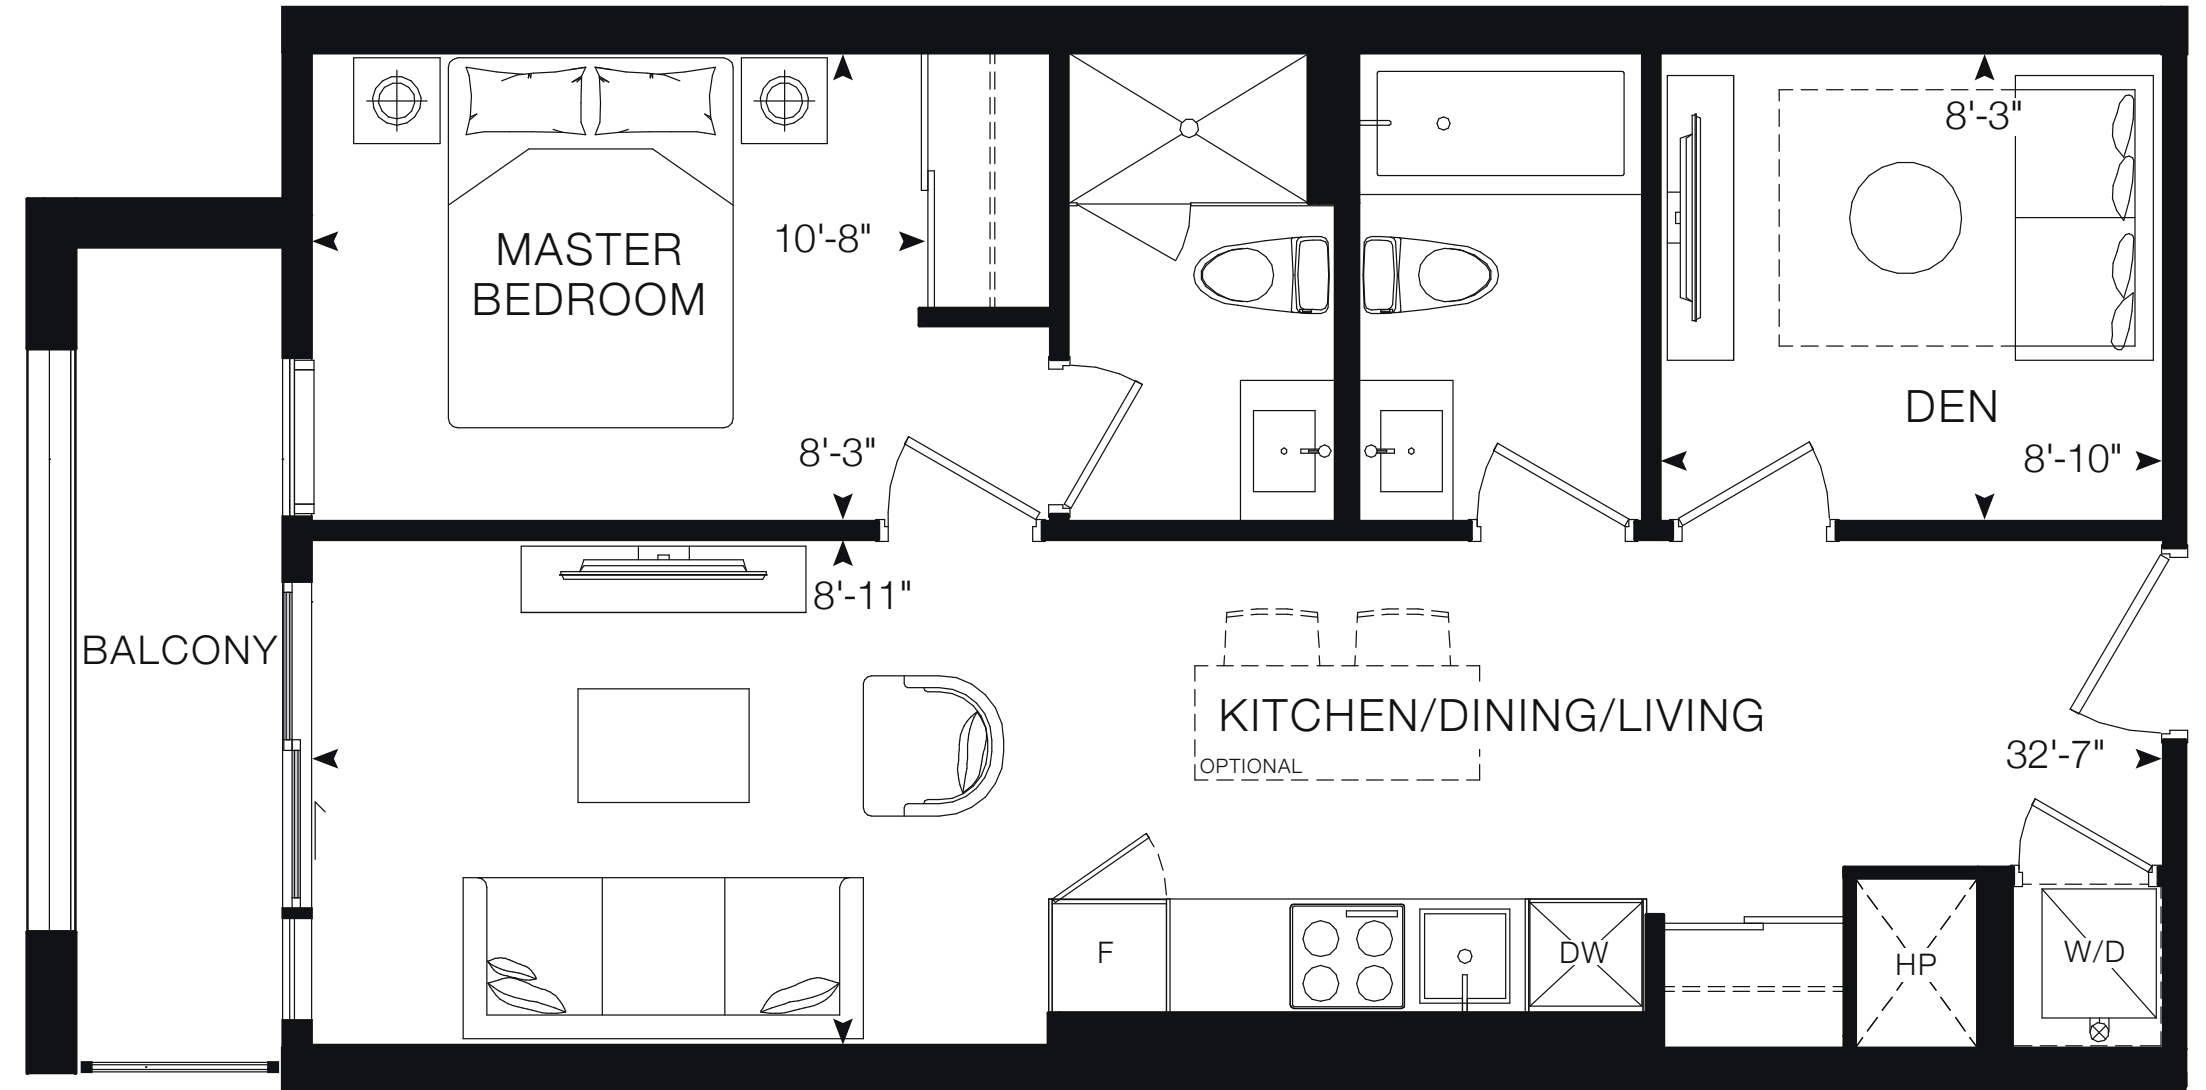 8'-3"
MASTER
BEDROOM
10'-8"
DEN
8'-3"
8'-10"
8'-11"
BALCONY
KITCHEN/DINING/LIVING
OPTIONAL
32'-7"
F
DW
HP
W/D